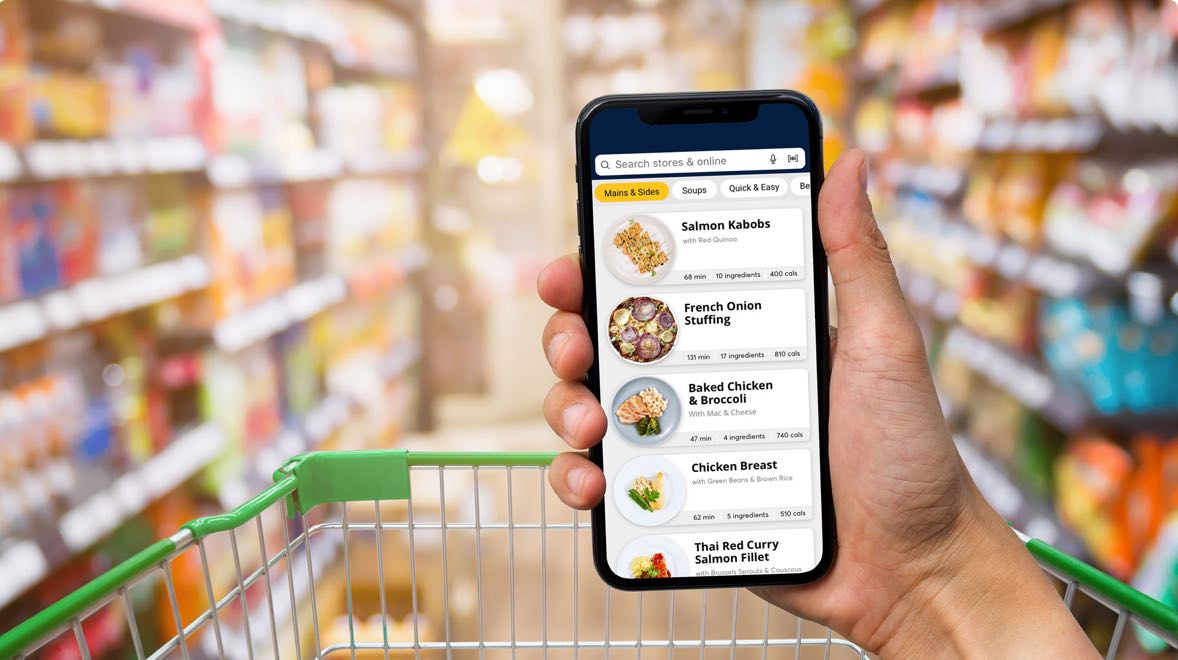 Search stores & online
Mains & Sides
Soups
Quick & Easy
Be
Salmon Kabobs
with Red Quinoa
68 min
10 ingredients
400 cals
French Onion
Stuffing
131 min
17 ingredients
810 cals
Baked Chicken
& Broccoli
With Mac & Cheese
47 min
4 ingredients
740 cals
Chicken Breast
with Green Beans & Brown Rice
62 min
5 ingredients
510 cals
Thai Red Curry
Salmon Fillet
with Brussels Sprouts & Couscous